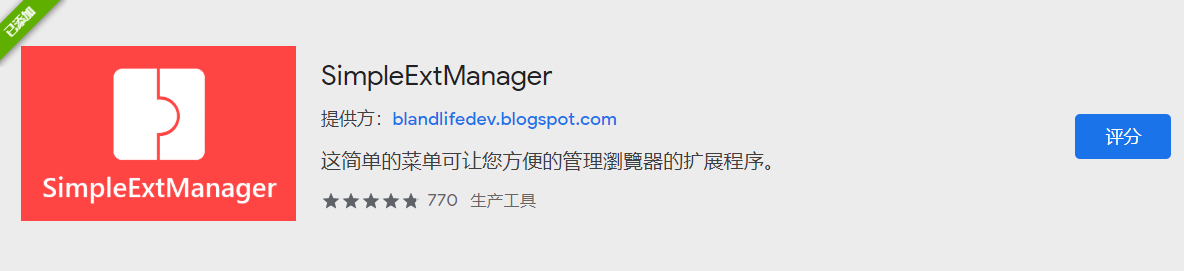 已添加
SimpleExtManager
SimpleExtManager
提供方：blandlifedev.blogspot.com
这简单的菜单可让您方便的管理瀏覽器的扩展程序。
770 生产工具
评分